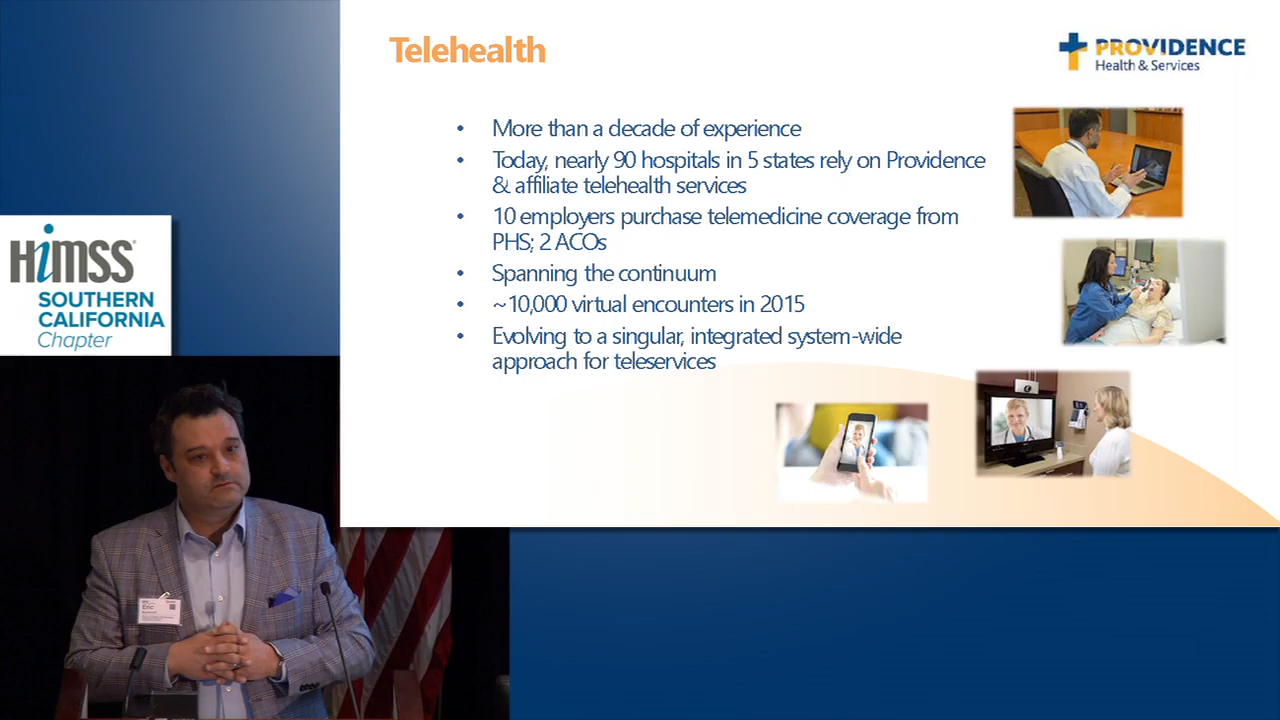 Telehealth
PROVIDENCE
Health & Services
• More than a decade of experience
• Today, nearly 90 hospitals in 5 states rely on Providence
& affiliate telehealth services
• 10 employers purchase telemedicine coverage from
PHS; 2 ACOs
• Spanning the continuum
• ~10,000 virtual encounters in 2015
• Evolving to a singular, integrated system-wide
approach for teleservices
HiMSS
SOUTHERN
CALIFORNIA
Chapter
Eric